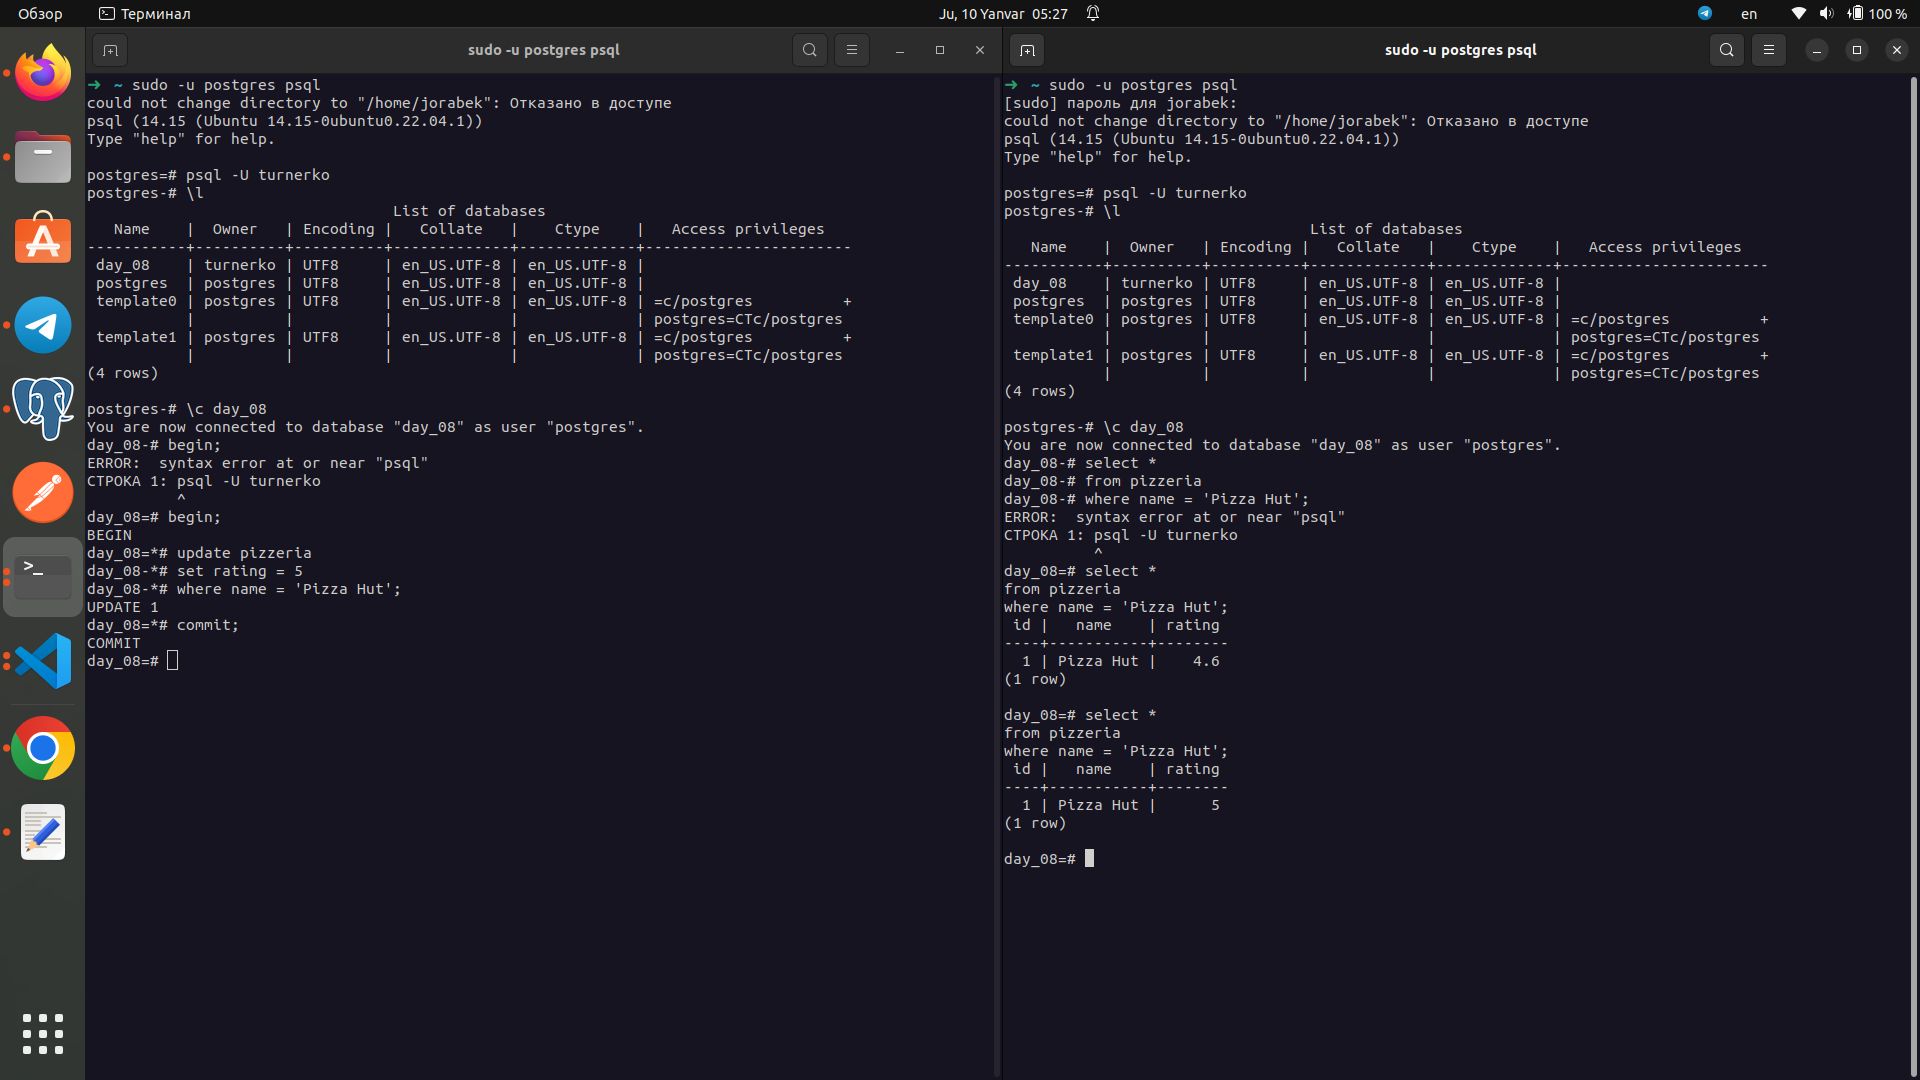 Обзор
Терминал
Ju, 10 Yanvar 05:27
en
100 %
sudo -u postgres psql
➜ ~ sudo -u postgres psql
could not change directory to "/home/jorabek": Отказано в доступе
psql (14.15 (Ubuntu 14.15-0ubuntu0.22.04.1))
Type "help" for help.
postgres=# psql -U turnerko
postgres-# \l
List of databases
Name | Owner | Encoding | Collate | Ctype | Access privileges
-----------+----------+----------+-------------+-------------+-----------------------
day_08 | turnerko | UTF8 | en_US.UTF-8 | en_US.UTF-8 |
postgres | postgres | UTF8 | en_US.UTF-8 | en_US.UTF-8 |
template0 | postgres | UTF8 | en_US.UTF-8 | en_US.UTF-8 | =c/postgres +
| | | | | postgres=CTc/postgres
template1 | postgres | UTF8 | en_US.UTF-8 | en_US.UTF-8 | =c/postgres +
| | | | | postgres=CTc/postgres
(4 rows)
postgres-# \c day_08
You are now connected to database "day_08" as user "postgres".
day_08-# begin;
ERROR:  syntax error at or near "psql"
СТРОКА 1: psql -U turnerko
^
day_08=# begin;
BEGIN
day_08=*# update pizzeria
day_08-*# set rating = 5
day_08-*# where name = 'Pizza Hut';
UPDATE 1
day_08=*# commit;
COMMIT
day_08=#
sudo -u postgres psql
➜ ~ sudo -u postgres psql
[sudo] пароль для jorabek:
could not change directory to "/home/jorabek": Отказано в доступе
psql (14.15 (Ubuntu 14.15-0ubuntu0.22.04.1))
Type "help" for help.
postgres=# psql -U turnerko
postgres-# \l
List of databases
Name | Owner | Encoding | Collate | Ctype | Access privileges
-----------+----------+----------+-------------+-------------+-----------------------
day_08 | turnerko | UTF8 | en_US.UTF-8 | en_US.UTF-8 |
postgres | postgres | UTF8 | en_US.UTF-8 | en_US.UTF-8 |
template0 | postgres | UTF8 | en_US.UTF-8 | en_US.UTF-8 | =c/postgres +
| | | | | postgres=CTc/postgres
template1 | postgres | UTF8 | en_US.UTF-8 | en_US.UTF-8 | =c/postgres +
| | | | | postgres=CTc/postgres
(4 rows)
postgres-# \c day_08
You are now connected to database "day_08" as user "postgres".
day_08-# select *
day_08-# from pizzeria
day_08-# where name = 'Pizza Hut';
ERROR:  syntax error at or near "psql"
СТРОКА 1: psql -U turnerko
^
day_08=# select *
from pizzeria
where name = 'Pizza Hut';
id | name | rating
----+-----------+--------
1 | Pizza Hut | 4.6
(1 row)
day_08=# select *
from pizzeria
where name = 'Pizza Hut';
id | name | rating
----+-----------+--------
1 | Pizza Hut | 5
(1 row)
day_08=#